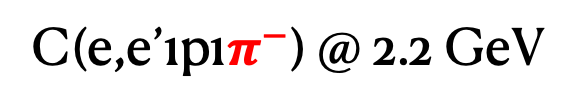 C(e,e’1p1π⁻) @ 2.2 GeV